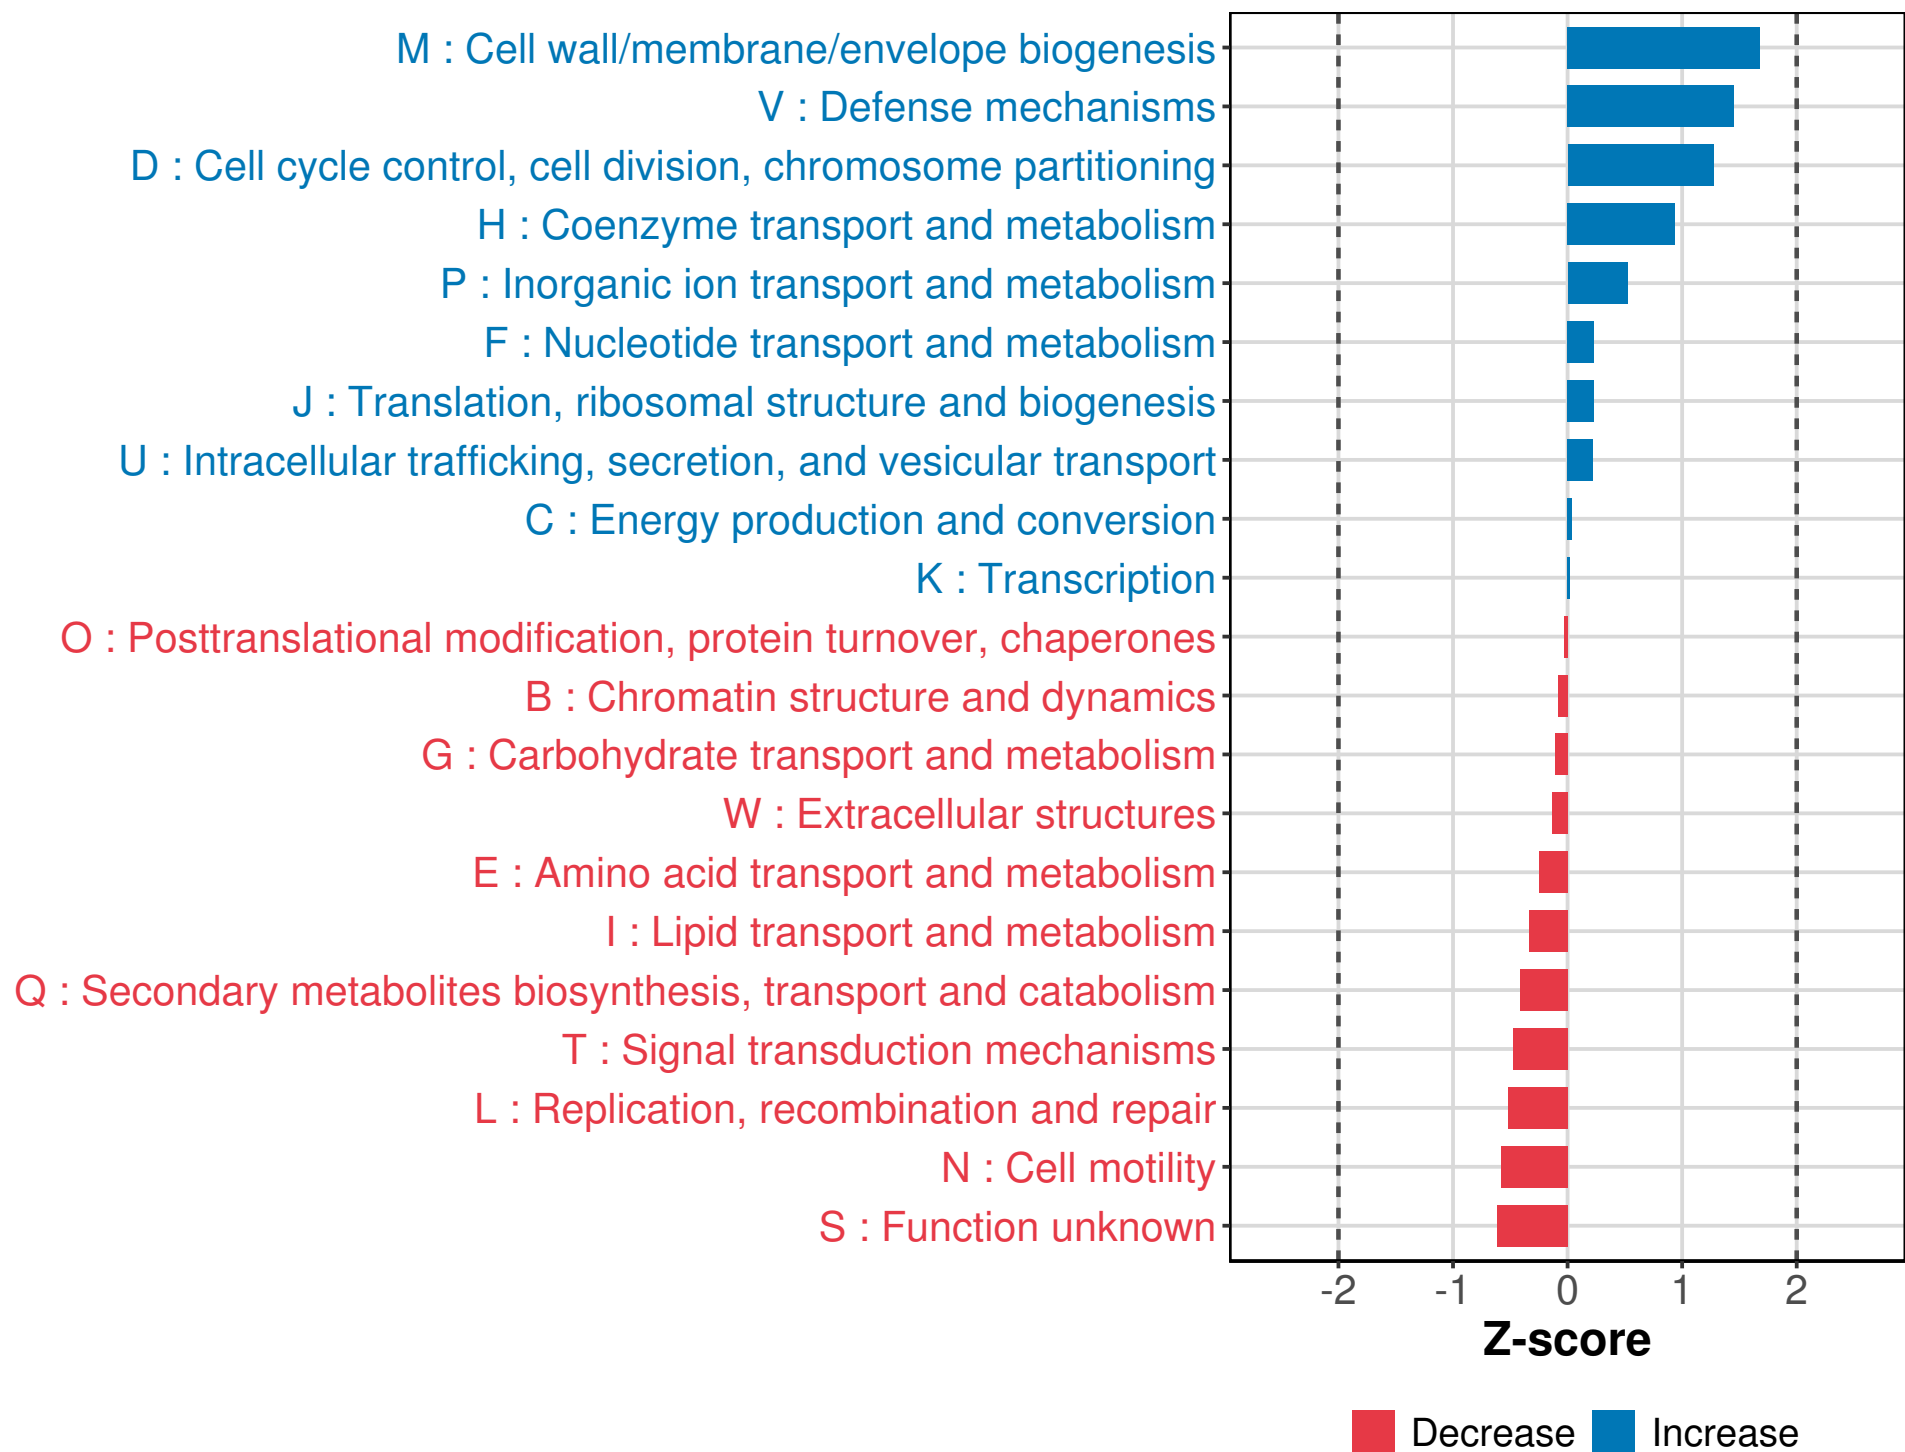 M : Cell wall/membrane/envelope biogenesis
V : Defense mechanisms
D : Cell cycle control, cell division, chromosome partitioning
H : Coenzyme transport and metabolism
P : Inorganic ion transport and metabolism
F : Nucleotide transport and metabolism
J : Translation, ribosomal structure and biogenesis
U : Intracellular trafficking, secretion, and vesicular transport
C : Energy production and conversion
K : Transcription
O : Posttranslational modification, protein turnover, chaperones
B : Chromatin structure and dynamics
G : Carbohydrate transport and metabolism
W : Extracellular structures
E : Amino acid transport and metabolism
I : Lipid transport and metabolism
Q : Secondary metabolites biosynthesis, transport and catabolism
T : Signal transduction mechanisms
L : Replication, recombination and repair
N : Cell motility
S : Function unknown
-2 -1 0 1 2
Z-score
Decrease Increase